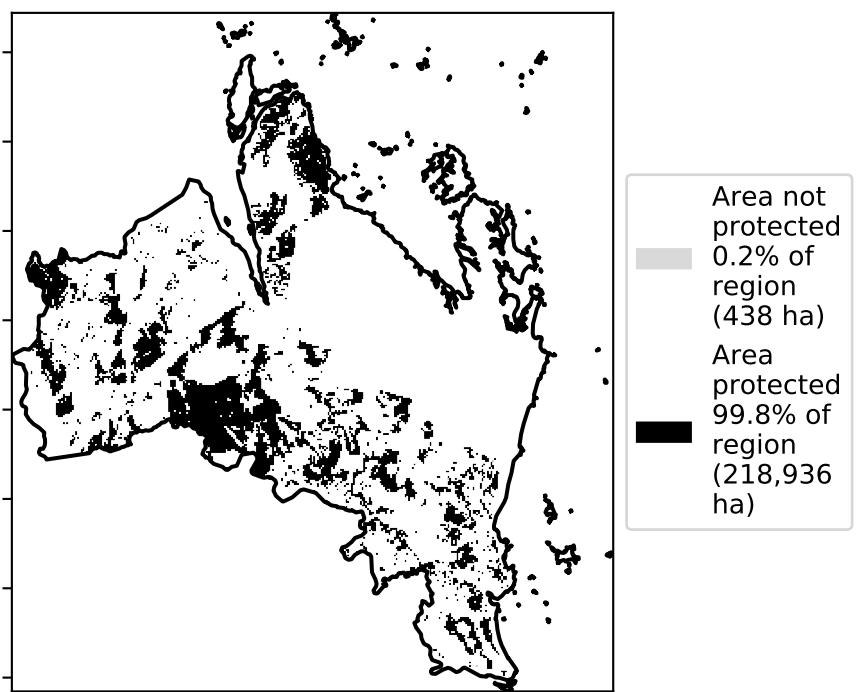 Area not
protected
0.2% of
region
(438 ha)
Area
protected
99.8% of
region
(218,936
ha)